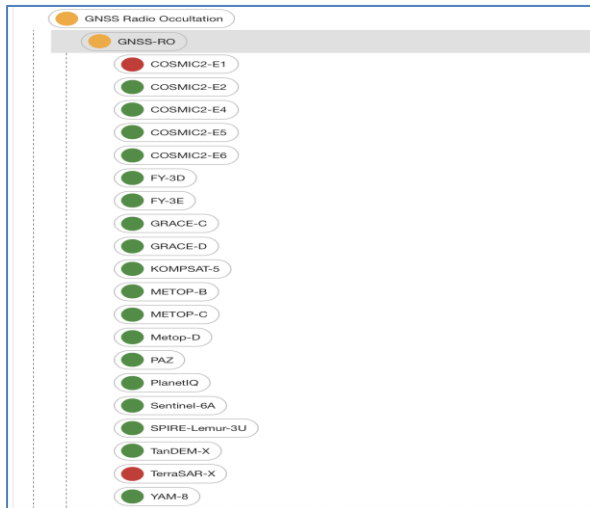 GNSS Radio Occultation
GNSS-RO
COSMIC2-E1
COSMIC2-E2
COSMIC2-E4
COSMIC2-E5
COSMIC2-E6
FY-3D
FY-3E
GRACE-C
GRACE-D
KOMPSAT-5
METOP-B
METOP-C
Metop-D
PAZ
PlanetIQ
Sentinel-6A
SPIRE-Lemur-3U
TanDEM-X
TerraSAR-X
YAM-8